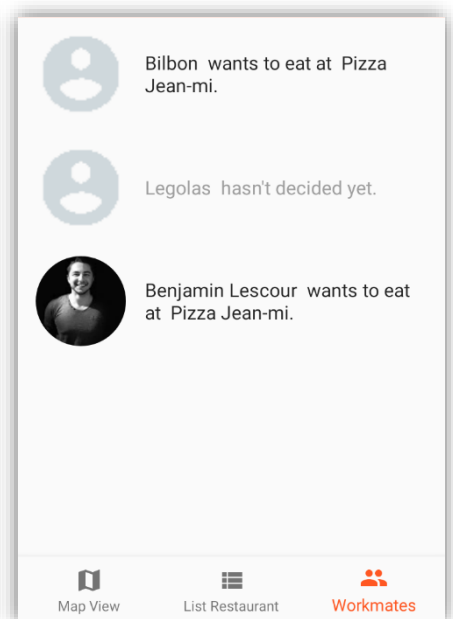 Bilbon  wants to eat at  Pizza
Jean-mi.
Legolas  hasn't decided yet.
Benjamin Lescour  wants to eat
at  Pizza Jean-mi.
Map View
List Restaurant
Workmates